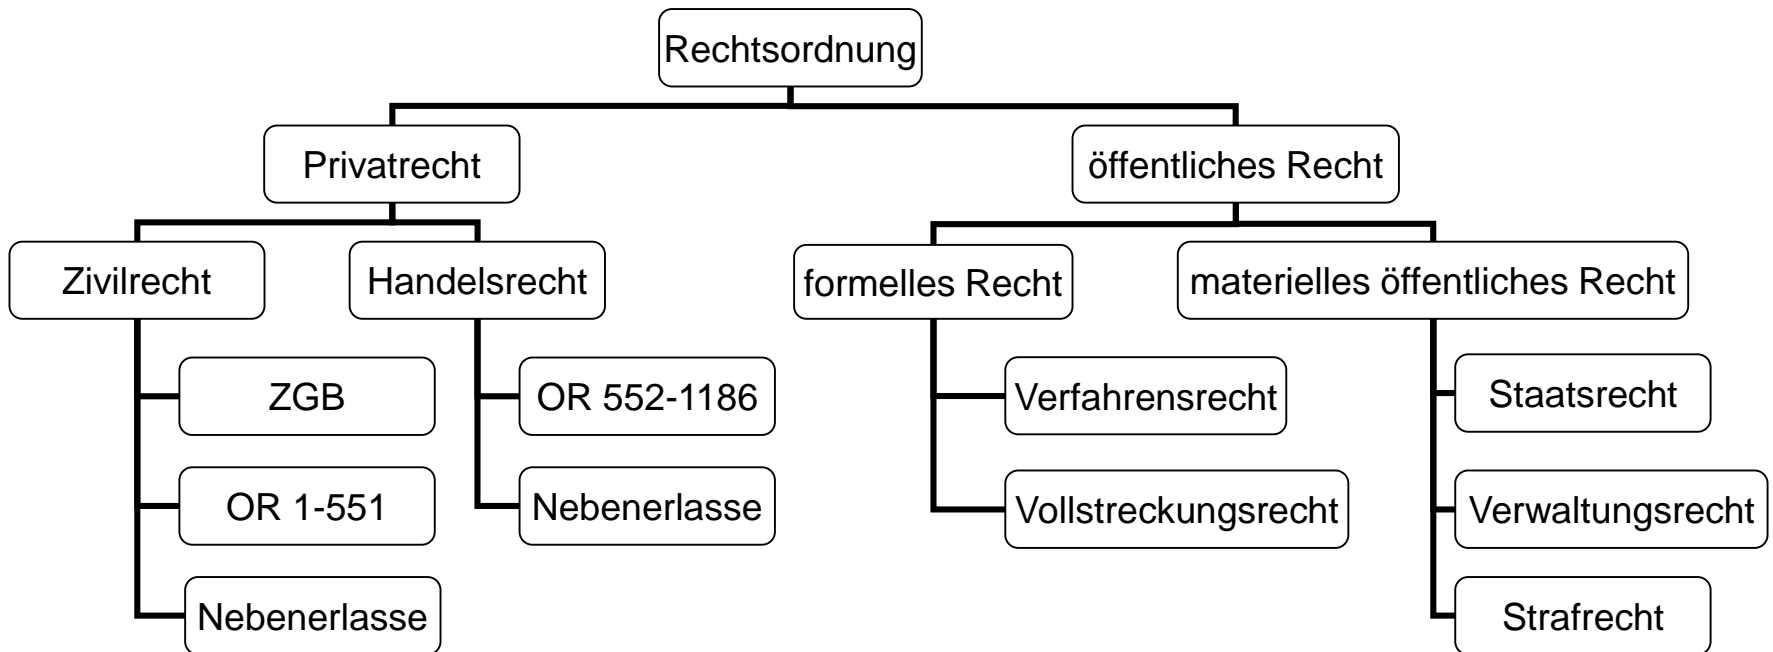 Rechtsordnung
Privatrecht
öffentliches Recht
Zivilrecht
Handelsrecht
formelles Recht
materielles öffentliches Recht
ZGB
OR 552-1186
Verfahrensrecht
Staatsrecht
OR 1-551
Nebenerlasse
Vollstreckungsrecht
Verwaltungsrecht
Nebenerlasse
Strafrecht